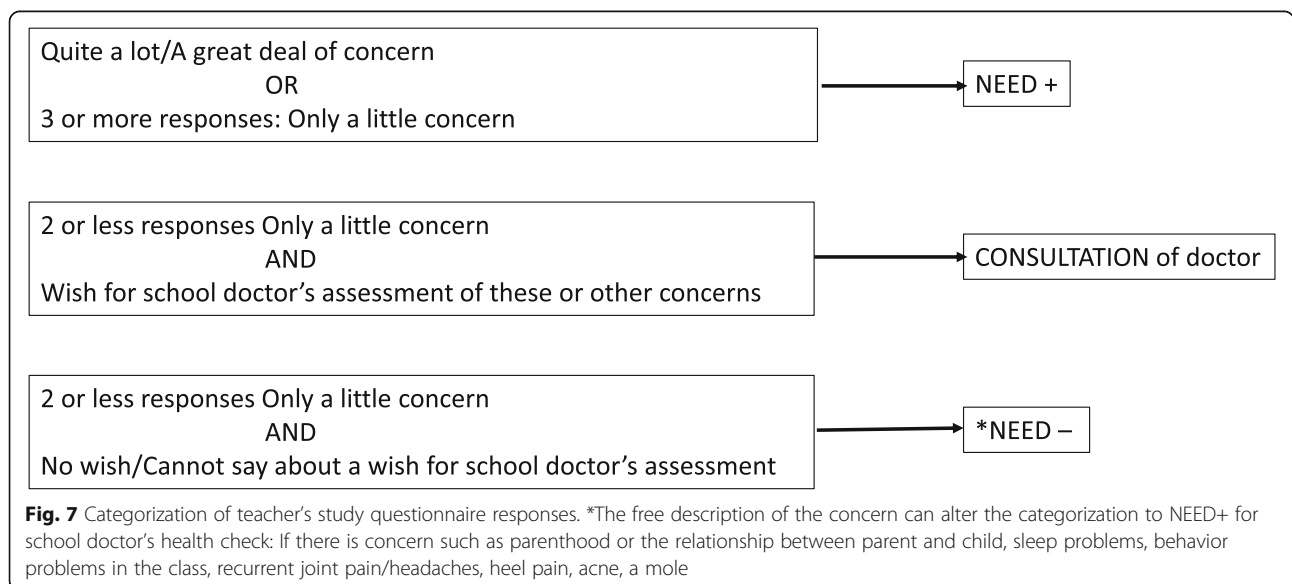 Quite a lot/A great deal of concern
OR
3 or more responses: Only a little concern
NEED +
2 or less responses Only a little concern
AND
Wish for school doctor's assessment of these or other concerns
CONSULTATION of doctor
2 or less responses Only a little concern
AND
No wish/Cannot say about a wish for school doctor's assessment
*NEED –
Fig. 7 Categorization of teacher's study questionnaire responses. *The free description of the concern can alter the categorization to NEED+ for
school doctor's health check: If there is concern such as parenthood or the relationship between parent and child, sleep problems, behavior
problems in the class, recurrent joint pain/headaches, heel pain, acne, a mole